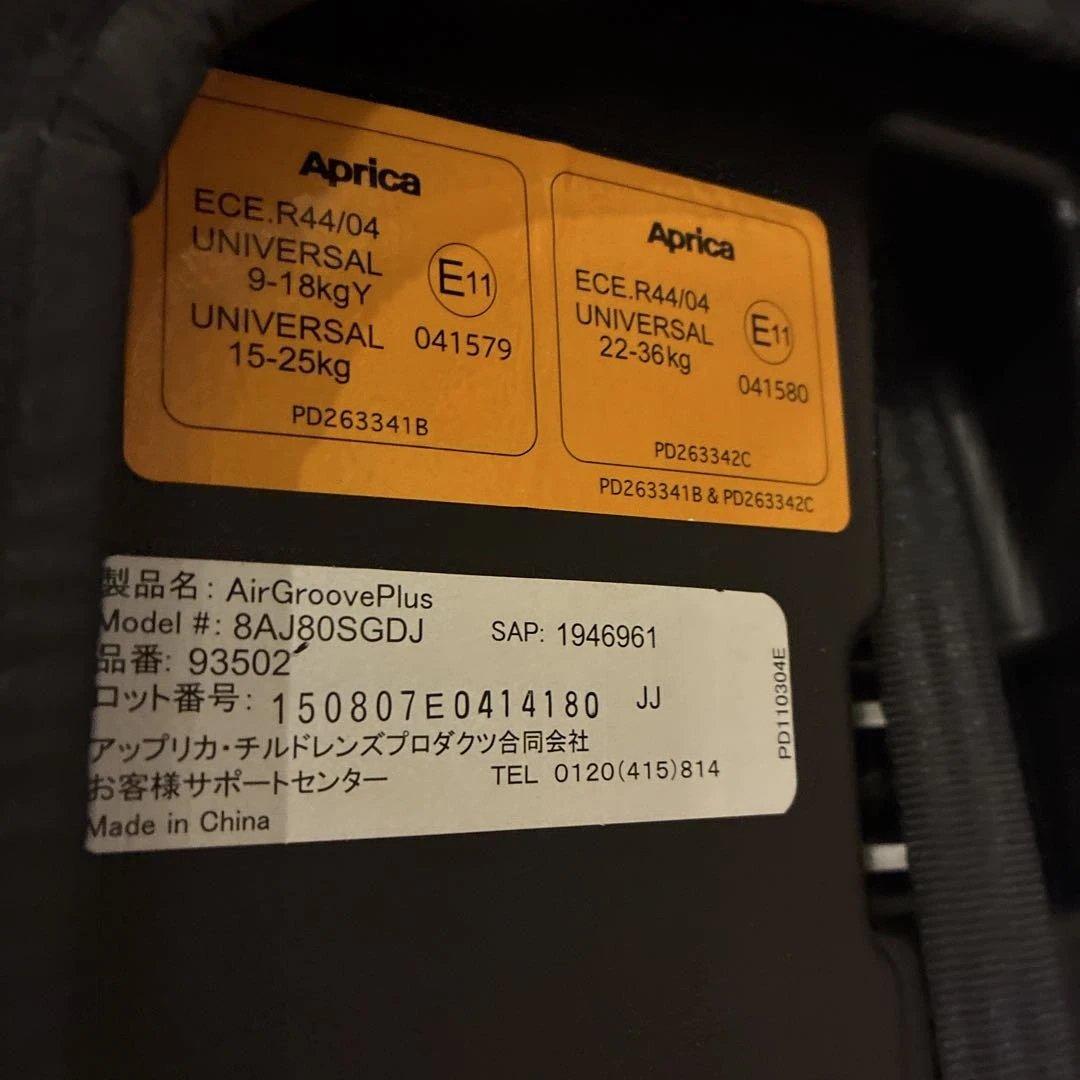 Aprica
ECE.R44/04
UNIVERSAL
9-18kgY
UNIVERSAL
15-25kg
E11
041579
PD263341B
Aprica
ECE.R44/04
UNIVERSAL
22-36kg
E11
041580
PD263342C
PD263341B & PD263342C
製品名: AirGroovePlus
Model #: 8AJ80SGDJ SAP: 1946961
品番: 93502
ロット番号: 150807E0414180 JJ
アップリカ・チルドレンズプロダクツ合同会社
お客様サポートセンター TEL 0120(415)814
Made in China
PD110304E